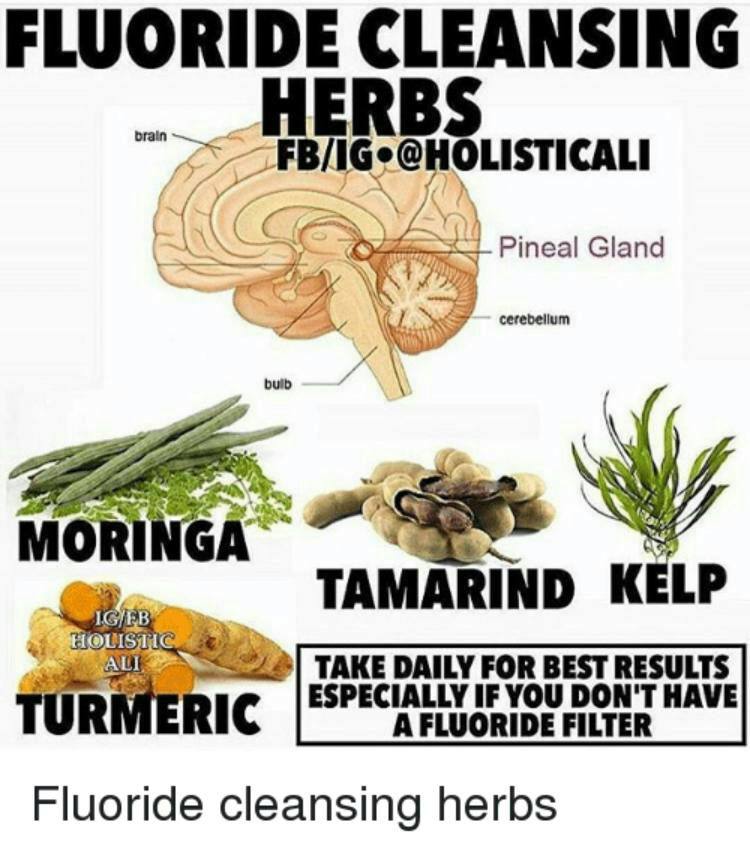 FLUORIDE CLEANSING
HERBS
FB/IG•@HOLISTICALI
brain
Pineal Gland
cerebellum
bulb
MORINGA
TAMARIND
KELP
IG/FB
HOLISTIC
ALI
TURMERIC
TAKE DAILY FOR BEST RESULTS
ESPECIALLY IF YOU DON'T HAVE
A FLUORIDE FILTER
Fluoride cleansing herbs